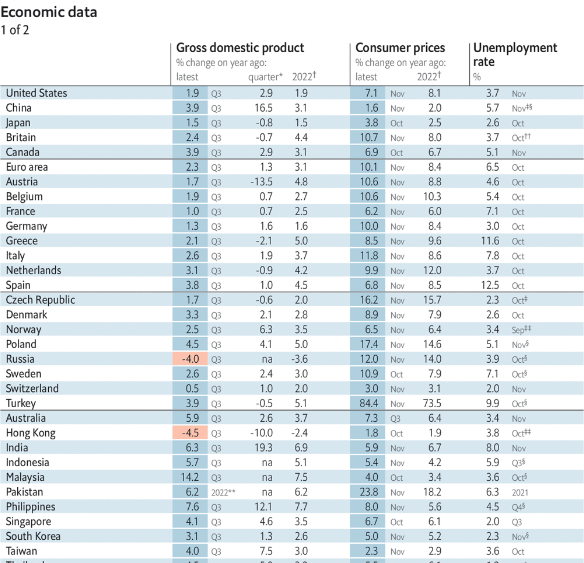 Economic data
1 of 2
Gross domestic product Consumer prices Unemployment
% change on year ago: % change on year ago: rate
latest quarter* 2022† latest 2022† %
United States 1.9 Q3 2.9 1.9 7.1 Nov 8.1 3.7 Nov
China 3.9 Q3 16.5 3.1 1.6 Nov 2.0 5.7 Nov‡§
Japan 1.5 Q3 -0.8 1.5 3.8 Oct 2.5 2.6 Oct
Britain 2.4 Q3 -0.7 4.4 10.7 Nov 8.0 3.7 Oct††
Canada 3.9 Q3 2.9 3.1 6.9 Oct 6.7 5.1 Nov
Euro area 2.3 Q3 1.3 3.1 10.1 Nov 8.4 6.5 Oct
Austria 1.7 Q3 -13.5 4.8 10.6 Nov 8.8 4.6 Oct
Belgium 1.9 Q3 0.7 2.7 10.6 Nov 10.3 5.4 Oct
France 1.0 Q3 0.7 2.5 6.2 Nov 6.0 7.1 Oct
Germany 1.3 Q3 1.6 1.6 10.0 Nov 8.4 3.0 Oct
Greece 2.1 Q3 -2.1 5.0 8.5 Nov 9.6 11.6 Oct
Italy 2.6 Q3 1.9 3.7 11.8 Nov 8.6 7.8 Oct
Netherlands 3.1 Q3 -0.9 4.2 9.9 Nov 12.0 3.7 Oct
Spain 3.8 Q3 1.0 4.5 6.8 Nov 8.5 12.5 Oct
Czech Republic 1.7 Q3 -0.6 2.0 16.2 Nov 15.7 2.3 Oct‡
Denmark 3.3 Q3 2.1 2.8 8.9 Nov 7.9 2.6 Oct
Norway 2.5 Q3 6.3 3.5 6.5 Nov 6.4 3.4 Sep‡‡
Poland 4.5 Q3 4.1 5.0 17.4 Nov 14.6 5.1 Nov§
Russia -4.0 Q3 na -3.6 12.0 Nov 14.0 3.9 Oct§
Sweden 2.6 Q3 2.4 3.0 10.9 Oct 7.9 7.1 Oct§
Switzerland 0.5 Q3 1.0 2.0 3.0 Nov 3.1 2.0 Nov
Turkey 3.9 Q3 -0.5 5.1 84.4 Nov 73.5 9.9 Oct§
Australia 5.9 Q3 2.6 3.7 7.3 Q3 6.4 3.4 Nov
Hong Kong -4.5 Q3 -10.0 -2.4 1.8 Oct 1.9 3.8 Oct‡‡
India 6.3 Q3 19.3 6.9 5.9 Nov 6.7 8.0 Nov
Indonesia 5.7 Q3 na 5.1 5.4 Nov 4.2 5.9 Q3§
Malaysia 14.2 Q3 na 7.5 4.0 Oct 3.4 3.6 Oct§
Pakistan 6.2 2022** na 6.2 23.8 Nov 18.2 6.3 2021
Philippines 7.6 Q3 12.1 7.7 8.0 Nov 5.6 4.5 Q4§
Singapore 4.1 Q3 4.6 3.5 6.7 Oct 6.1 2.0 Q3
South Korea 3.1 Q3 1.3 2.6 5.0 Nov 5.2 2.3 Nov§
Taiwan 4.0 Q3 7.5 3.0 2.3 Nov 2.9 3.6 Oct